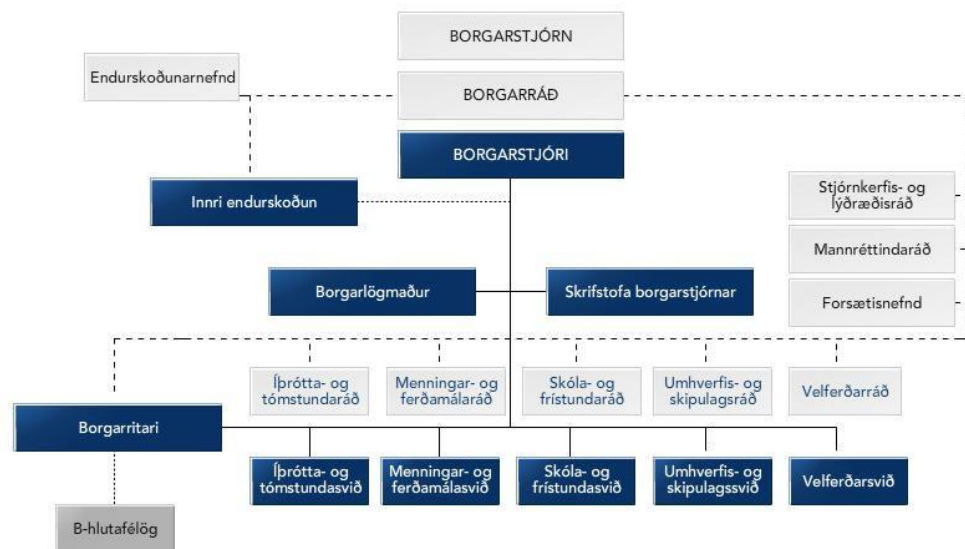 BORGARSTJÓRN
Endurskoðunarnefnd
BORGARRÁÐ
BORGARSTJÓRI
Innri endurskoðun
Stjórnkerfis- og
lýðræðisráð
Mannréttindaráð
Borgarlögmaður
Skrifstofa borgarstjórnar
Forsætisnefnd
Íþrótta- og
tómstundaráð
Menningar- og
ferðamálaráð
Skóla- og
frístundaráð
Umhverfis- og
skipulagsráð
Velferðarráð
Borgarritari
Íþrótta- og
tómstundasvið
Menningar- og
ferðamálasvið
Skóla- og
frístundasvið
Umhverfis- og
skipulagssvið
Velferðarsvið
B-hlutafélög